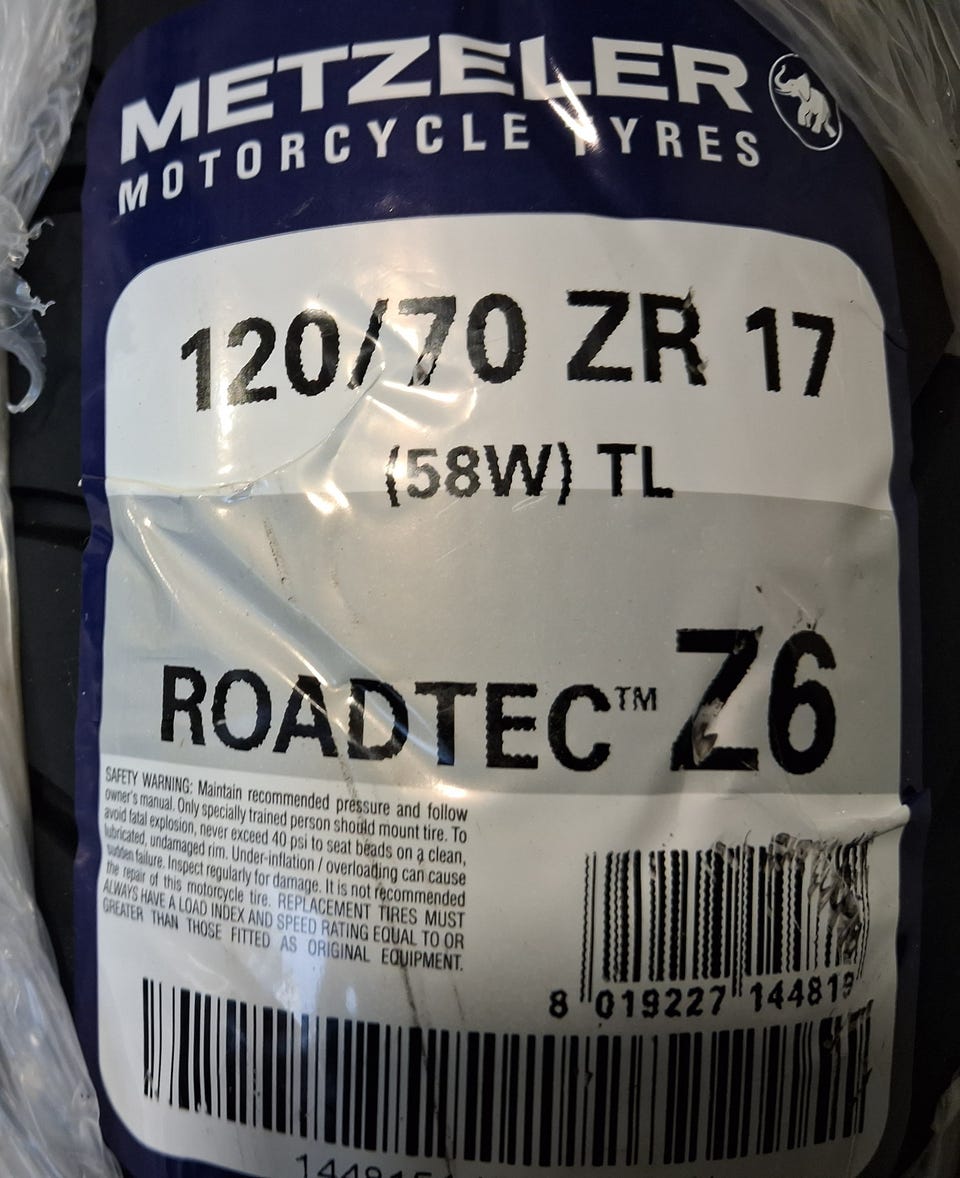 METZELER
MOTORCYCLE TYRES
120/70 ZR 17
(58W) TL
ROADTEC™ Z6
SAFETY WARNING: Maintain recommended pressure and follow
owner's manual. Only specially trained person should mount tire. To
avoid fatal explosion, never exceed 40 psi to seat beads on a clean,
lubricated, undamaged rim. Under-inflation / overloading can cause
sudden failure. Inspect regularly for damage. It is not recommended
the repair of this motorcycle tire. REPLACEMENT TIRES MUST
ALWAYS HAVE A LOAD INDEX AND SPEED RATING EQUAL TO OR
GREATER THAN THOSE FITTED AS ORIGINAL EQUIPMENT.
8 019227 144819